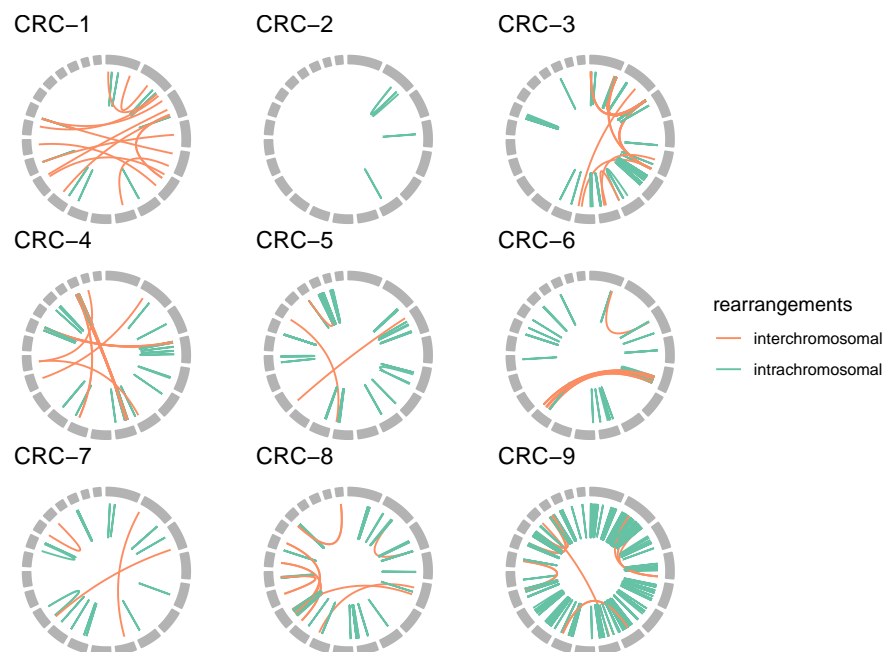 CRC−1
CRC−2
CRC−3
CRC−4
CRC−5
CRC−6
rearrangements
interchromosomal
intrachromosomal
CRC−7
CRC−8
CRC−9